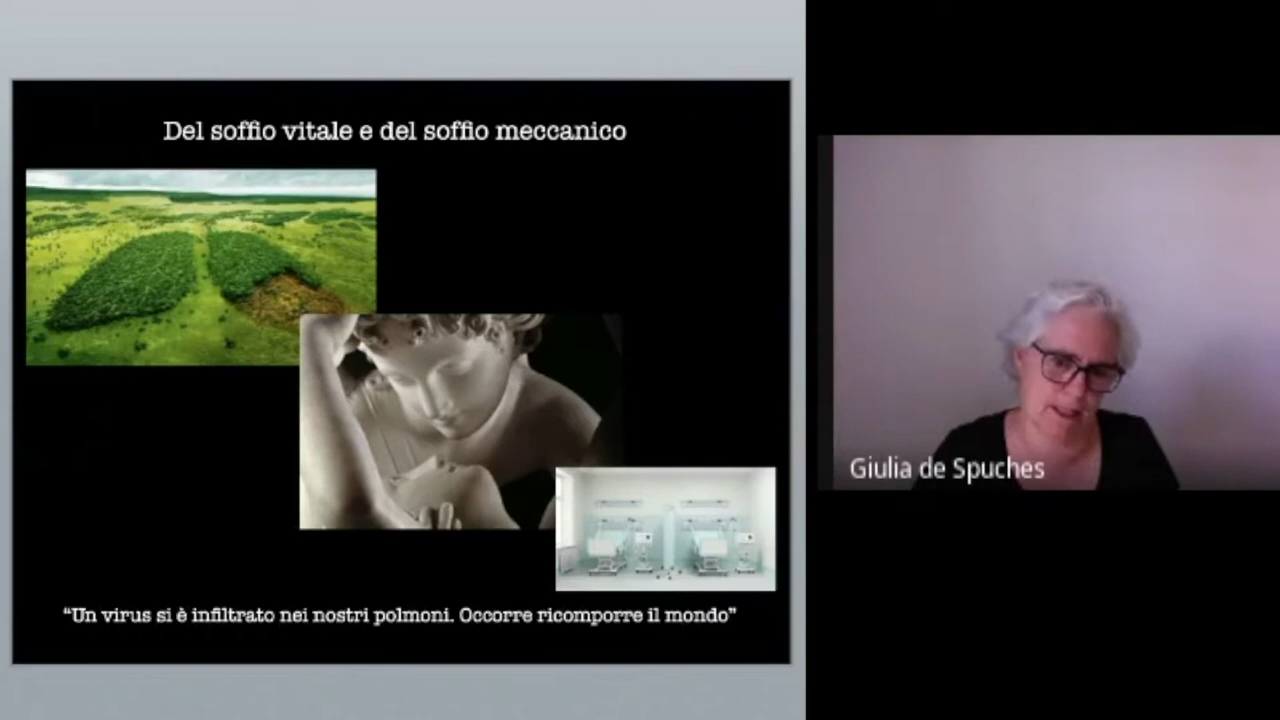 Del soffio vitale e del soffio meccanico
“Un virus si è infiltrato nei nostri polmoni. Occorre ricomporre il mondo”
Giulia de Spuches